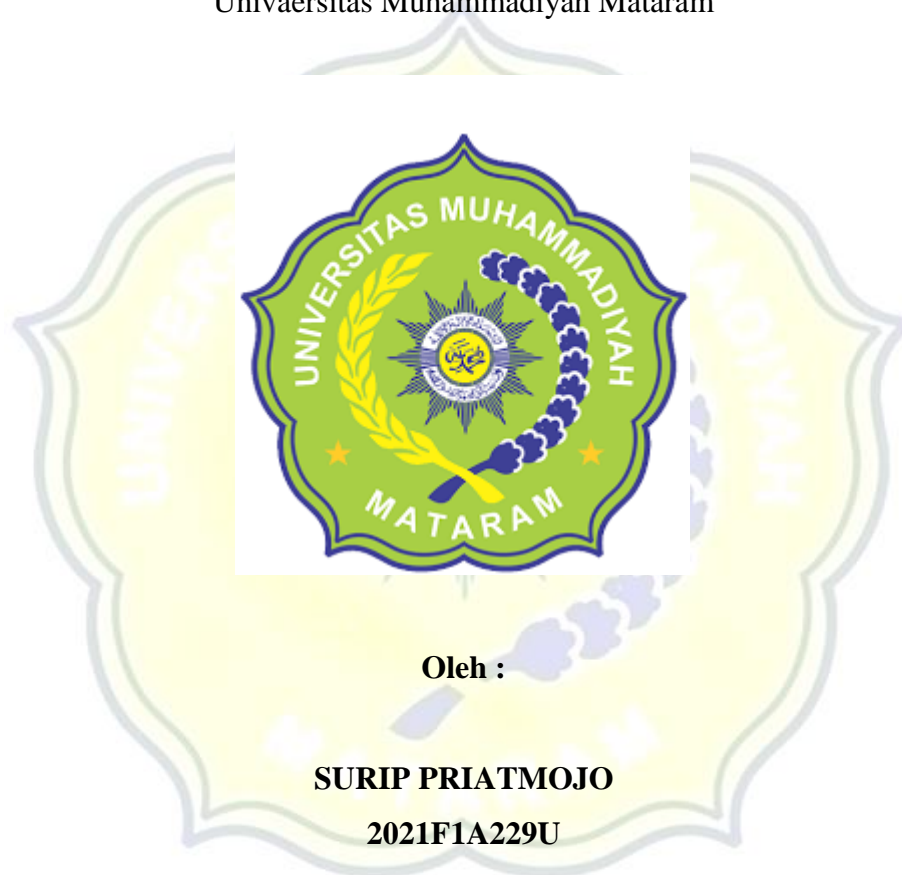 Univaersitas Muhammadiyah Mataram
UNIVERSITAS MUHAMMADIYAH
MATARAM
Oleh :
SURIP PRIATMOJO
2021F1A229U